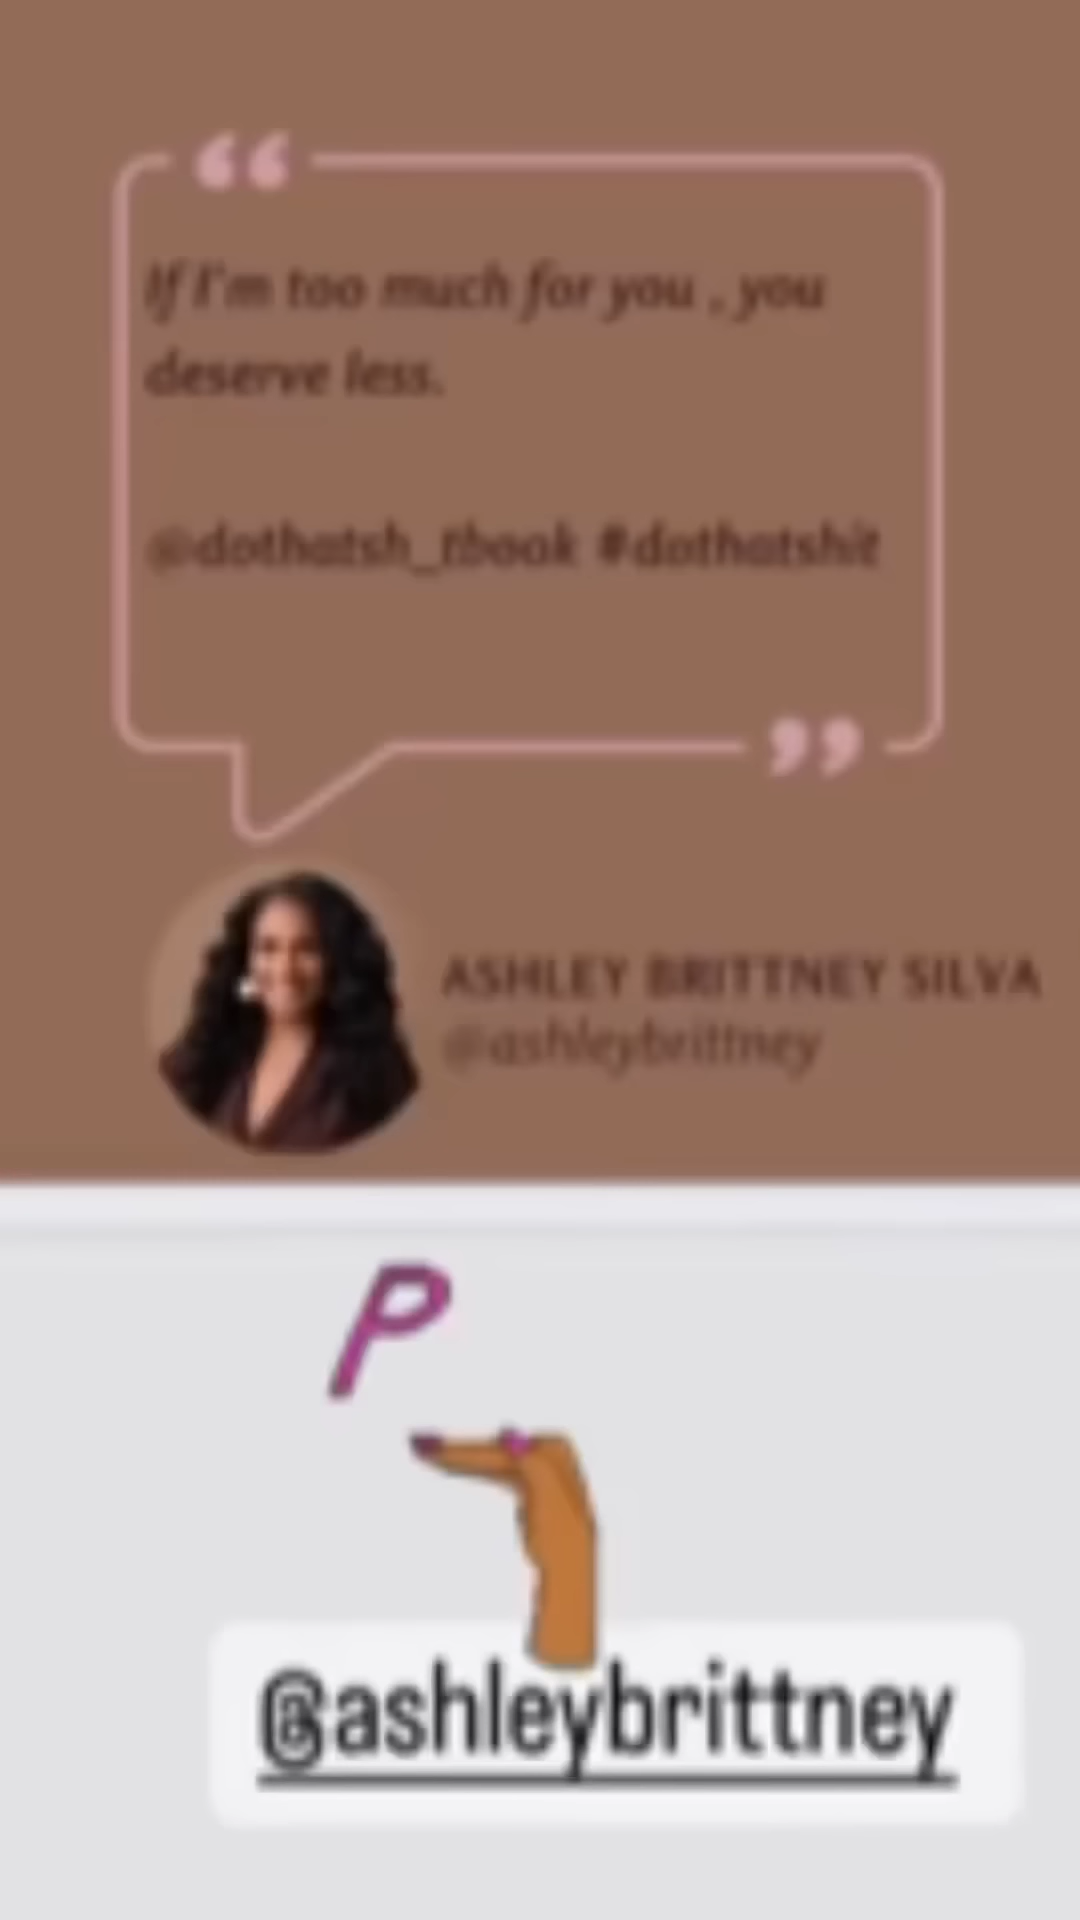 “
If I'm too much for you , you
deserve less.
@dothatsh_tbook #dothatshit
”
ASHLEY BRITTNEY SILVA
@ashleybrittney
P
@ashleybrittney